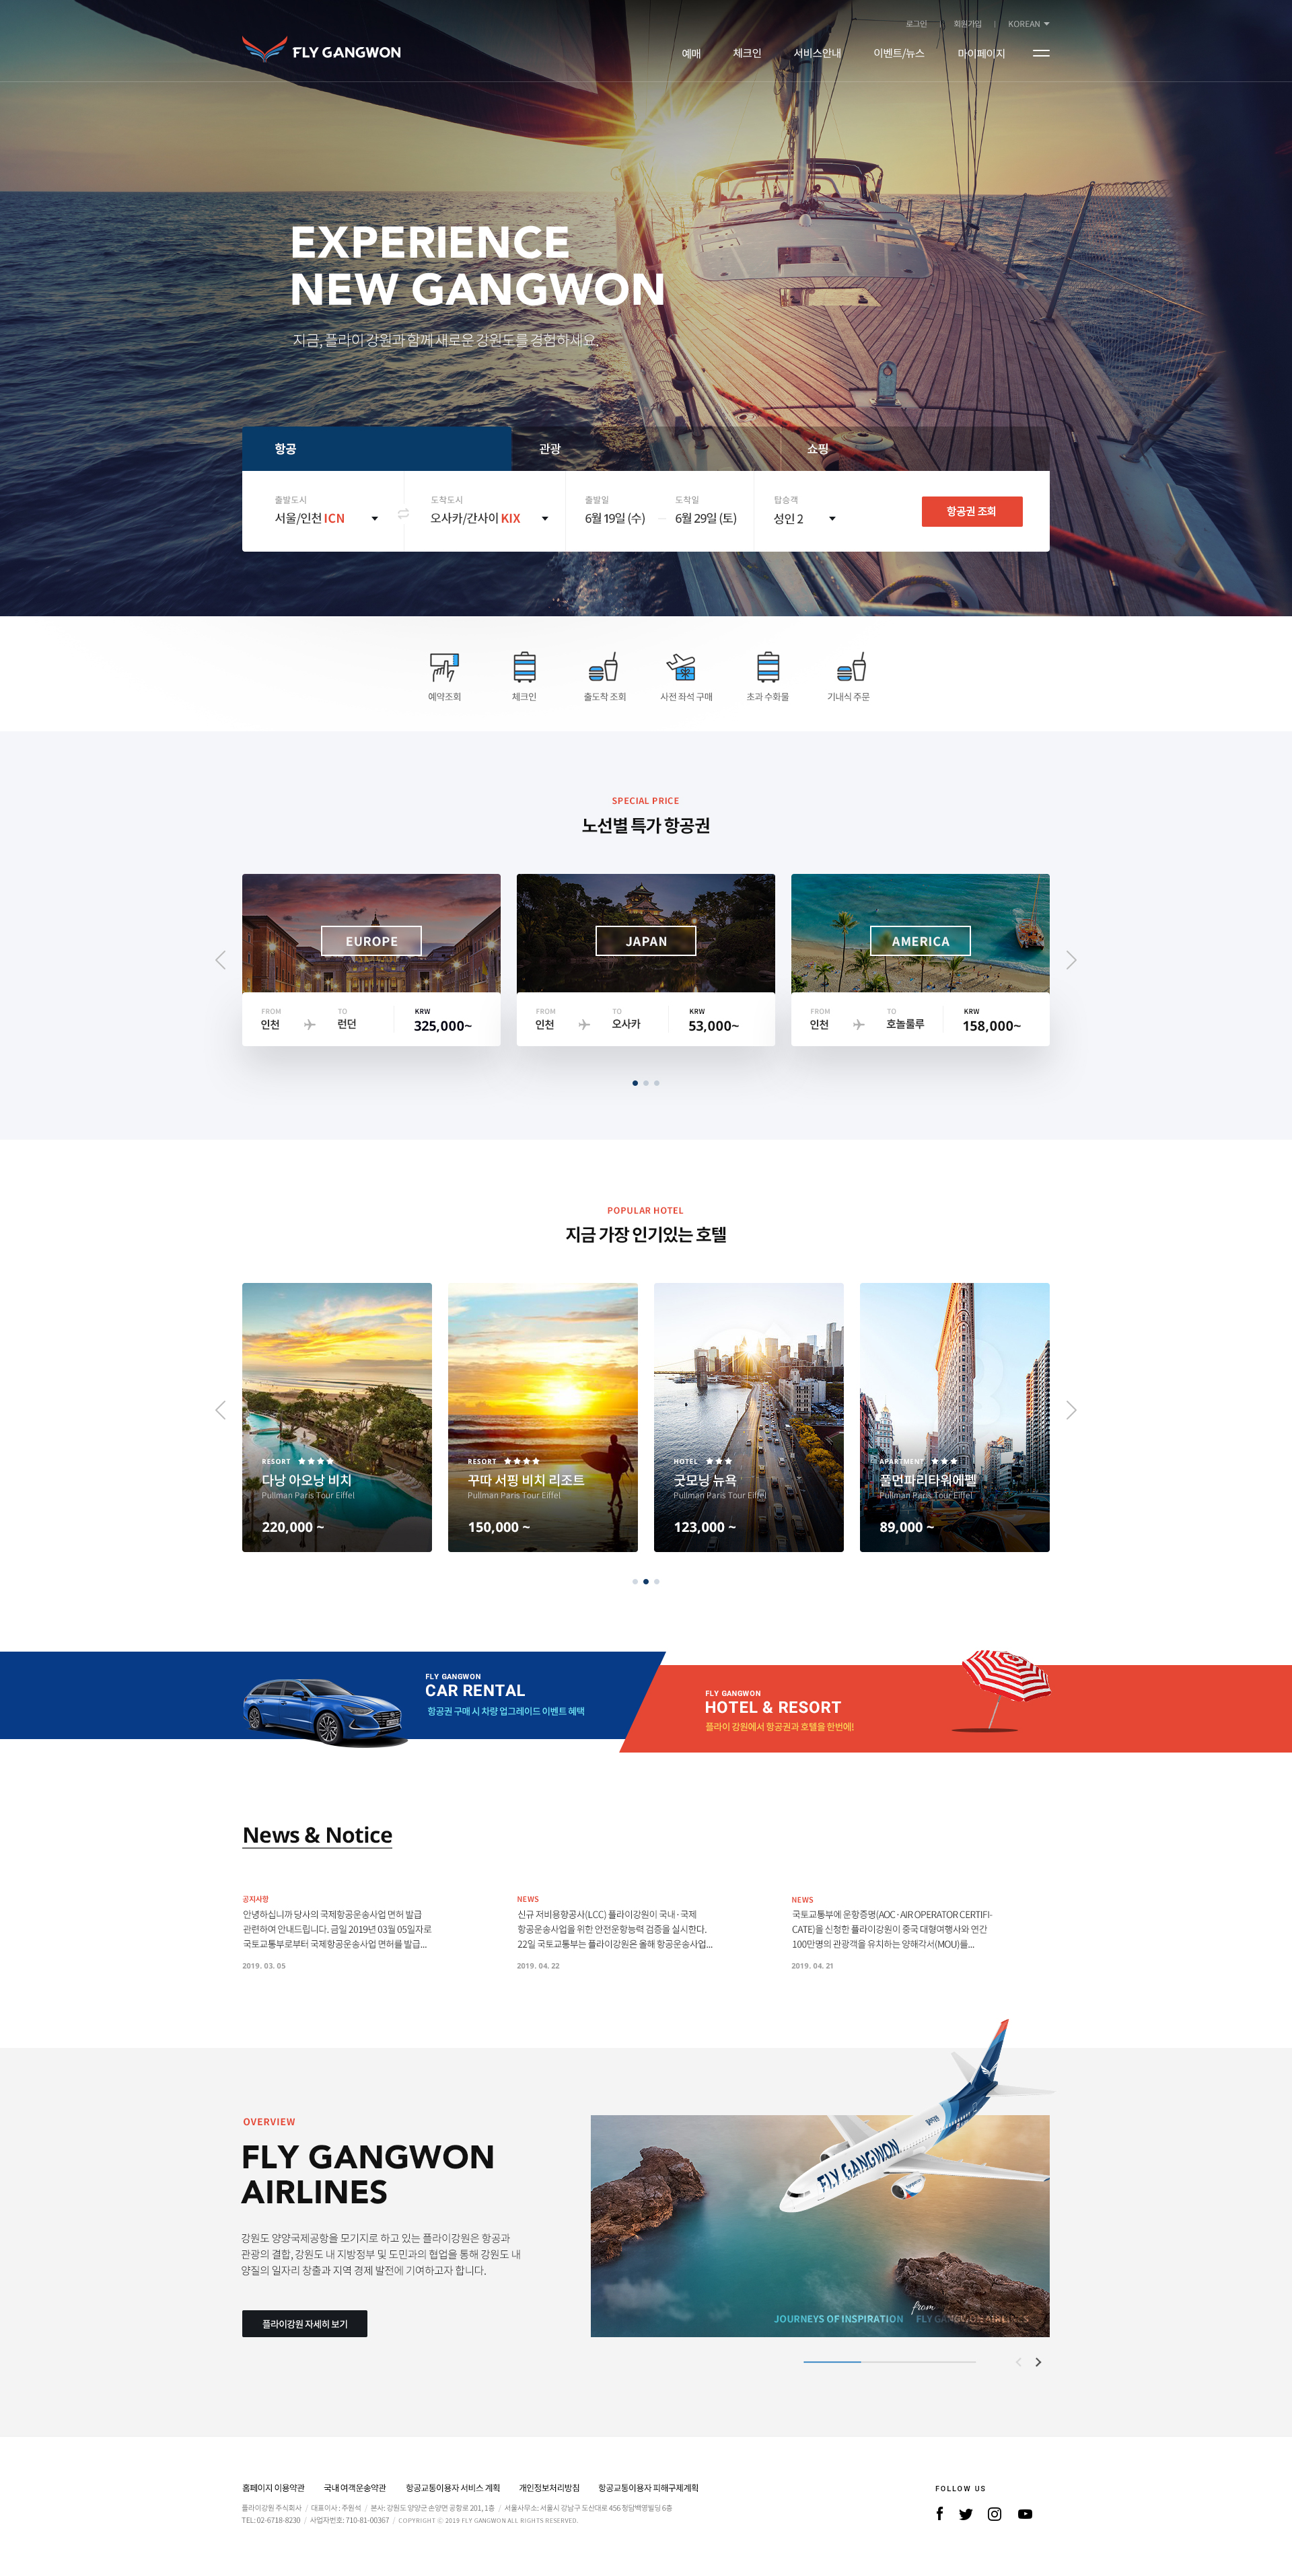 로그인 | 회원가입 | KOREAN
FLY GANGWON
예매 체크인 서비스안내 이벤트/뉴스 마이페이지
EXPERIENCE
NEW GANGWON
지금, 플라이 강원과 함께 새로운 강원도를 경험하세요.
항공 관광 쇼핑
출발도시 도착도시 출발일 도착일 탑승객
서울/인천 ICN 오사카/간사이 KIX 6월 19일 (수) 6월 29일 (토) 성인 2 항공권 조회
예약조회 체크인 출도착 조회 사전 좌석 구매 초과 수화물 기내식 주문
SPECIAL PRICE
노선별 특가 항공권
EUROPE JAPAN AMERICA
FROM TO KRW FROM TO KRW FROM TO KRW
인천 런던 325,000~ 인천 오사카 53,000~ 인천 호놀룰루 158,000~
POPULAR HOTEL
지금 가장 인기있는 호텔
RESORT RESORT HOTEL APARTMENT
다낭 아오낭 비치 꾸따 서핑 비치 리조트 굿모닝 뉴욕 풀먼파리타워에펠
Pullman Paris Tour Eiffel Pullman Paris Tour Eiffel Pullman Paris Tour Eiffel Pullman Paris Tour Eiffel
220,000 ~ 150,000 ~ 123,000 ~ 89,000 ~
FLY GANGWON
CAR RENTAL
항공권 구매 시 차량 업그레이드 이벤트 혜택
FLY GANGWON
HOTEL & RESORT
플라이 강원에서 항공권과 호텔을 한번에!
News & Notice
공지사항
안녕하십니까 당사의 국제항공운송사업 면허 발급
관련하여 안내드립니다. 금일 2019년 03월 05일자로
국토교통부로부터 국제항공운송사업 면허를 발급...
2019. 03. 05
NEWS
신규 저비용항공사(LCC) 플라이강원이 국내·국제
항공운송사업을 위한 안전운항능력 검증을 실시한다.
22일 국토교통부는 플라이강원은 올해 항공운송사업...
2019. 04. 22
NEWS
국토교통부에 운항증명(AOC·AIR OPERATOR CERTIFI-
CATE)을 신청한 플라이강원이 중국 대형여행사와 연간
100만명의 관광객을 유치하는 양해각서(MOU)를...
2019. 04. 21
OVERVIEW
FLY GANGWON
AIRLINES
강원도 양양국제공항을 모기지로 하고 있는 플라이강원은 항공과
관광의 결합, 강원도 내 지방정부 및 도민과의 협업을 통해 강원도 내
양질의 일자리 창출과 지역 경제 발전에 기여하고자 합니다.
플라이강원 자세히 보기
FLY GANGWON
JOURNEYS OF INSPIRATION from FLY GANGWON AIRLINES
홈페이지 이용약관 국내 여객운송약관 항공교통이용자 서비스 계획 개인정보처리방침 항공교통이용자 피해구제계획
플라이강원 주식회사 / 대표이사 : 주원석 / 본사: 강원도 양양군 손양면 공항로 201, 1층 / 서울사무소: 서울시 강남구 도산대로 456 청담백영빌딩 6층
TEL: 02-6718-8230 / 사업자번호: 710-81-00367 / COPYRIGHT ⓒ 2019 FLY GANGWON ALL RIGHTS RESERVED.
FOLLOW US